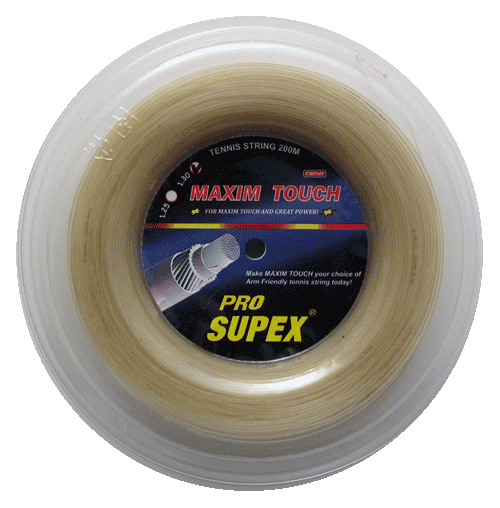 TENNIS STRING 200M
1.25 1.30
MAXIM TOUCH
FOR MAXIM TOUCH AND GREAT POWER!
Make MAXIM TOUCH your choice of
Arm Friendly tennis string today!
PRO
SUPEX®